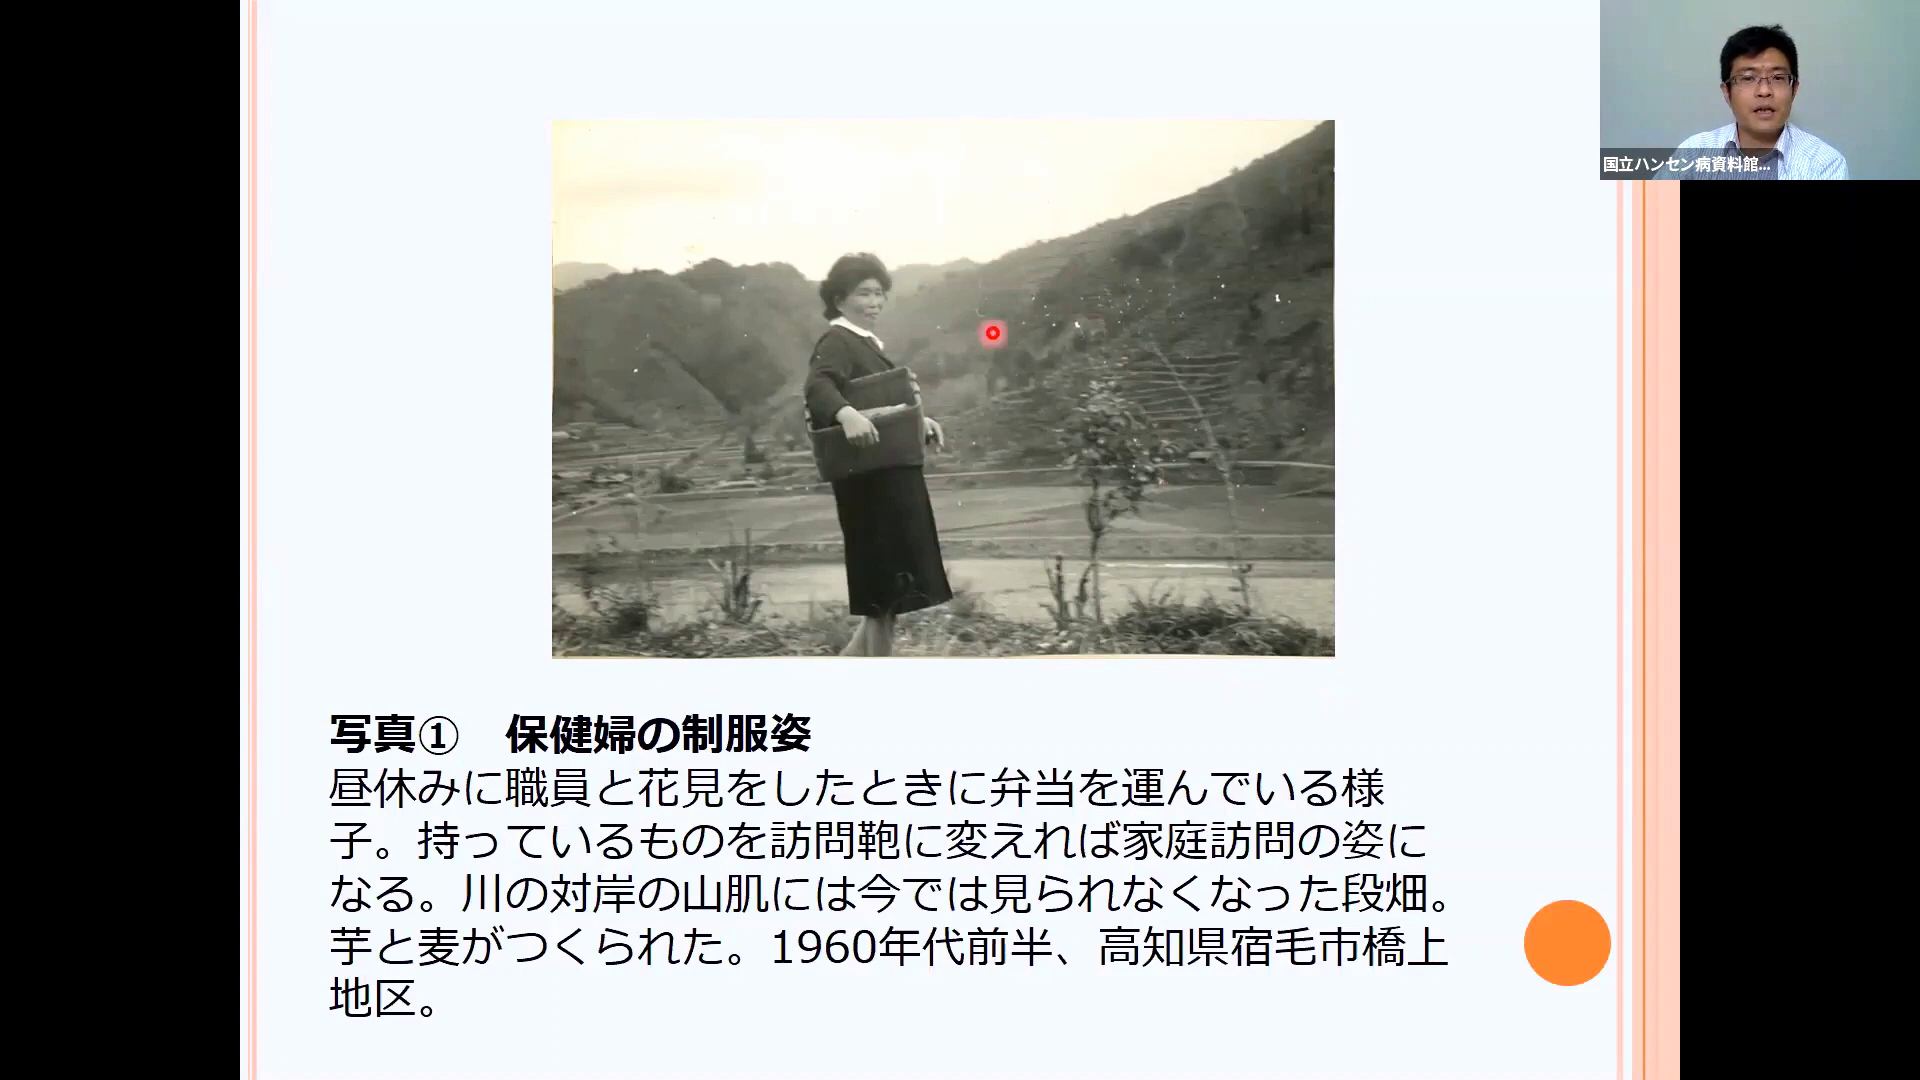 国立ハンセン病資料館...
写真①　保健婦の制服姿
昼休みに職員と花見をしたときに弁当を運んでいる様
子。持っているものを訪問鞄に変えれば家庭訪問の姿に
なる。川の対岸の山肌には今では見られなくなった段畑。
芋と麦がつくられた。1960年代前半、高知県宿毛市橋上
地区。